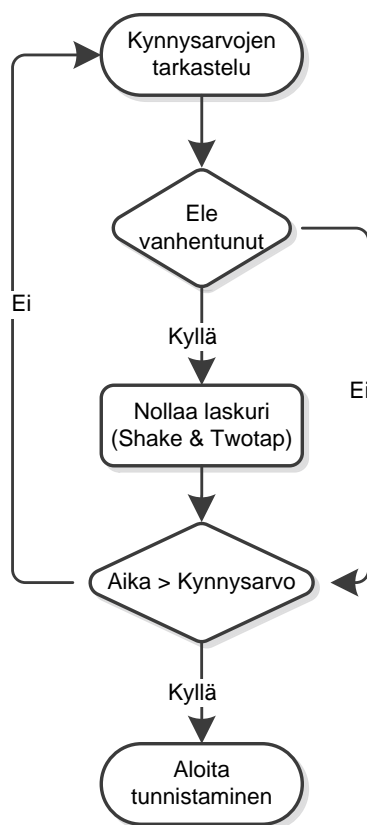 Kynnysarvojen
tarkastelu
Ele
vanhentunut
Ei
Kyllä
Ei
Nollaa laskuri
(Shake & Twotap)
Aika > Kynnysarvo
Kyllä
Aloita
tunnistaminen